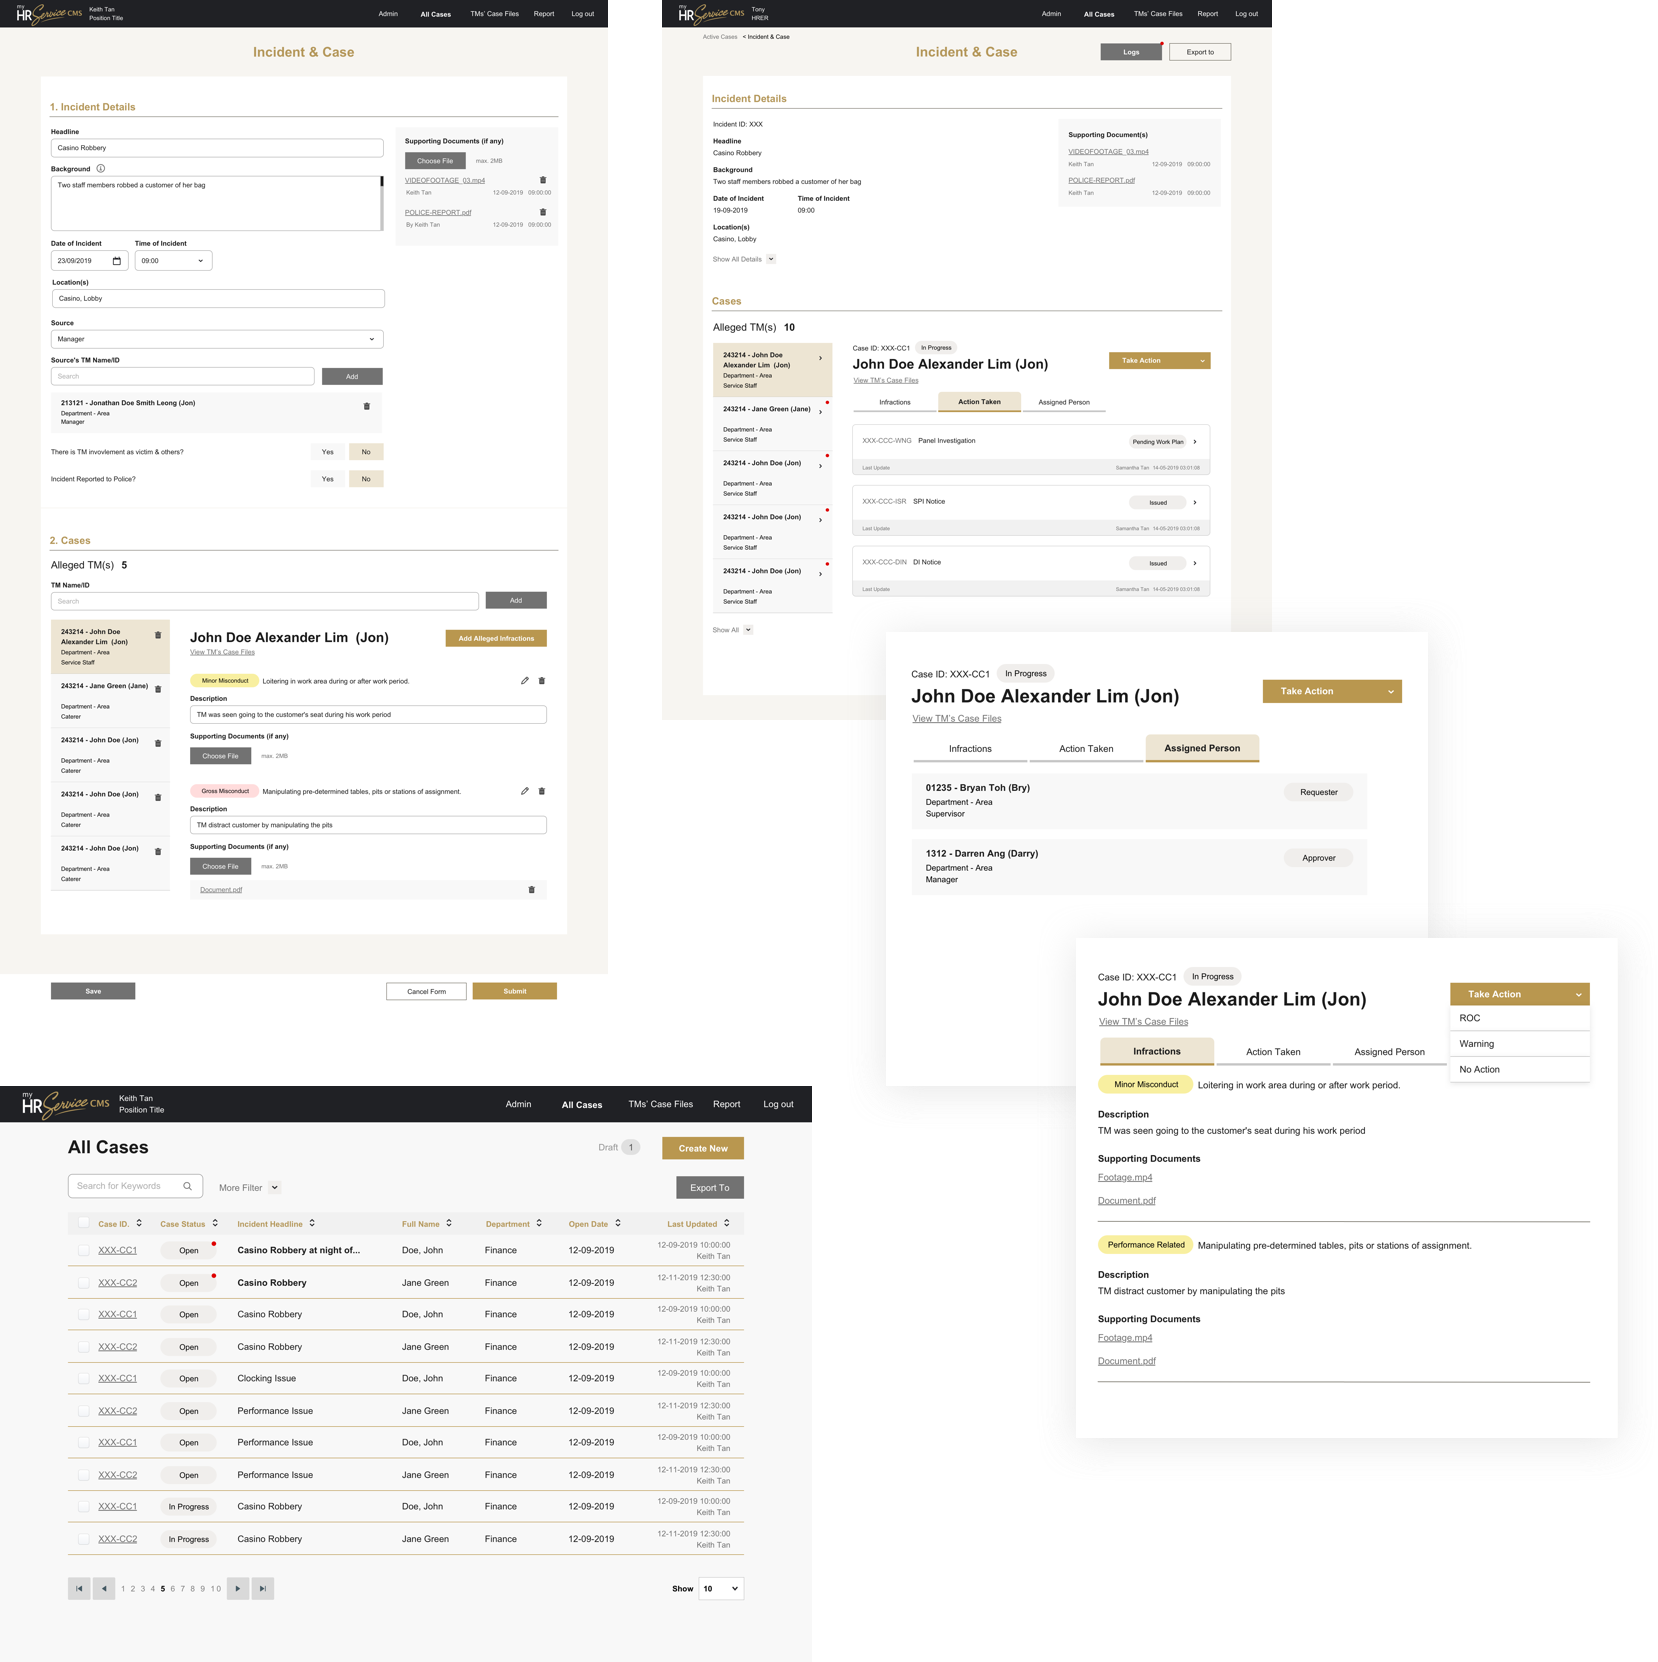 my
HR Service CMS
Keith Tan
Position Title
Admin
All Cases
TMs' Case Files
Report
Log out
Incident & Case
1. Incident Details
Headline
Casino Robbery
Background
Two staff members robbed a customer of her bag
Supporting Documents (if any)
Choose File
max. 2MB
VIDEOFOOTAGE_03.mp4
Keith Tan 12-09-2019 09:00:00
POLICE-REPORT.pdf
By Keith Tan 12-09-2019 09:00:00
Date of Incident
Time of Incident
23/09/2019
09:00
Location(s)
Casino, Lobby
Source
Manager
Source's TM Name/ID
Search
Add
213121 - Jonathan Doe Smith Leong (Jon)
Department - Area
Manager
There is TM invovlement as victim & others?
Yes
No
Incident Reported to Police?
Yes
No
2. Cases
Alleged TM(s) 5
TM Name/ID
Search
Add
243214 - John Doe
Alexander Lim (Jon)
Department - Area
Service Staff
243214 - Jane Green (Jane)
Department - Area
Caterer
243214 - John Doe (Jon)
Department - Area
Caterer
243214 - John Doe (Jon)
Department - Area
Caterer
243214 - John Doe (Jon)
Department - Area
Caterer
John Doe Alexander Lim (Jon)
View TM's Case Files
Add Alleged Infractions
Minor Misconduct
Loitering in work area during or after work period.
Description
TM was seen going to the customer's seat during his work period
Supporting Documents (if any)
Choose File
max. 2MB
Gross Misconduct
Manipulating pre-determined tables, pits or stations of assignment.
Description
TM distract customer by manipulating the pits
Supporting Documents (if any)
Choose File
max. 2MB
Document.pdf
Save
Cancel Form
Submit
my
HR Service CMS
Tony
HRER
Admin
All Cases
TMs' Case Files
Report
Log out
Active Cases < Incident & Case
Incident & Case
Logs
Export to
Incident Details
Incident ID: XXX
Headline
Casino Robbery
Background
Two staff members robbed a customer of her bag
Date of Incident
Time of Incident
19-09-2019
09:00
Location(s)
Casino, Lobby
Show All Details
Supporting Document(s)
VIDEOFOOTAGE_03.mp4
Keith Tan 12-09-2019 09:00:00
POLICE-REPORT.pdf
Keith Tan 12-09-2019 09:00:00
Cases
Alleged TM(s) 10
243214 - John Doe
Alexander Lim (Jon)
Department - Area
Service Staff
243214 - Jane Green (Jane)
Department - Area
Service Staff
243214 - John Doe (Jon)
Department - Area
Service Staff
243214 - John Doe (Jon)
Department - Area
Service Staff
243214 - John Doe (Jon)
Department - Area
Service Staff
Show All
Case ID: XXX-CC1
In Progress
John Doe Alexander Lim (Jon)
View TM's Case Files
Take Action
Infractions
Action Taken
Assigned Person
XXX-CCC-WNG Panel Investigation
Pending Work Plan
Last Update
Samantha Tan 14-05-2019 03:01:08
XXX-CCC-ISR SPI Notice
Issued
Last Update
Samantha Tan 14-05-2019 03:01:08
XXX-CCC-DIN DI Notice
Issued
Last Update
Samantha Tan 14-05-2019 03:01:08
Case ID: XXX-CC1
In Progress
John Doe Alexander Lim (Jon)
View TM's Case Files
Take Action
Infractions
Action Taken
Assigned Person
01235 - Bryan Toh (Bry)
Department - Area
Supervisor
Requester
1312 - Darren Ang (Darry)
Department - Area
Manager
Approver
Case ID: XXX-CC1
In Progress
John Doe Alexander Lim (Jon)
View TM's Case Files
Take Action
ROC
Warning
No Action
Infractions
Action Taken
Assigned Person
Minor Misconduct
Loitering in work area during or after work period.
Description
TM was seen going to the customer's seat during his work period
Supporting Documents
Footage.mp4
Document.pdf
Performance Related
Manipulating pre-determined tables, pits or stations of assignment.
Description
TM distract customer by manipulating the pits
Supporting Documents
Footage.mp4
Document.pdf
my
HR Service CMS
Keith Tan
Position Title
Admin
All Cases
TMs' Case Files
Report
Log out
All Cases
Draft 1
Create New
Search for Keywords
More Filter
Export To
Case ID. Case Status Incident Headline Full Name Department Open Date Last Updated
XXX-CC1 Open Casino Robbery at night of... Doe, John Finance 12-09-2019 12-09-2019 10:00:00
Keith Tan
XXX-CC2 Open Casino Robbery Jane Green Finance 12-09-2019 12-11-2019 12:30:00
Keith Tan
XXX-CC1 Open Casino Robbery Doe, John Finance 12-09-2019 12-09-2019 10:00:00
Keith Tan
XXX-CC2 Open Casino Robbery Jane Green Finance 12-09-2019 12-11-2019 12:30:00
Keith Tan
XXX-CC1 Open Clocking Issue Doe, John Finance 12-09-2019 12-09-2019 10:00:00
Keith Tan
XXX-CC2 Open Performance Issue Jane Green Finance 12-09-2019 12-11-2019 12:30:00
Keith Tan
XXX-CC1 Open Performance Issue Doe, John Finance 12-09-2019 12-09-2019 10:00:00
Keith Tan
XXX-CC2 Open Performance Issue Jane Green Finance 12-09-2019 12-11-2019 12:30:00
Keith Tan
XXX-CC1 In Progress Casino Robbery Doe, John Finance 12-09-2019 12-09-2019 10:00:00
Keith Tan
XXX-CC2 In Progress Casino Robbery Jane Green Finance 12-09-2019 12-11-2019 12:30:00
Keith Tan
1 2 3 4 5 6 7 8 9 10
Show 10